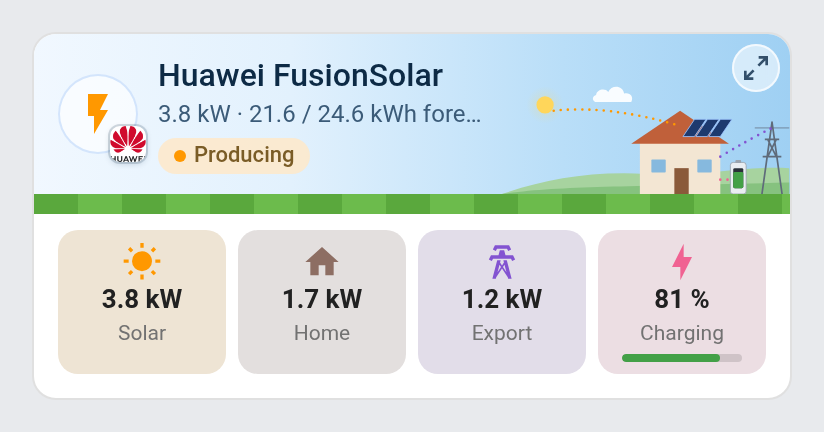 Huawei FusionSolar
3.8 kW · 21.6 / 24.6 kWh fore…
HUAWEI
Producing
3.8 kW
Solar
1.7 kW
Home
1.2 kW
Export
81 %
Charging